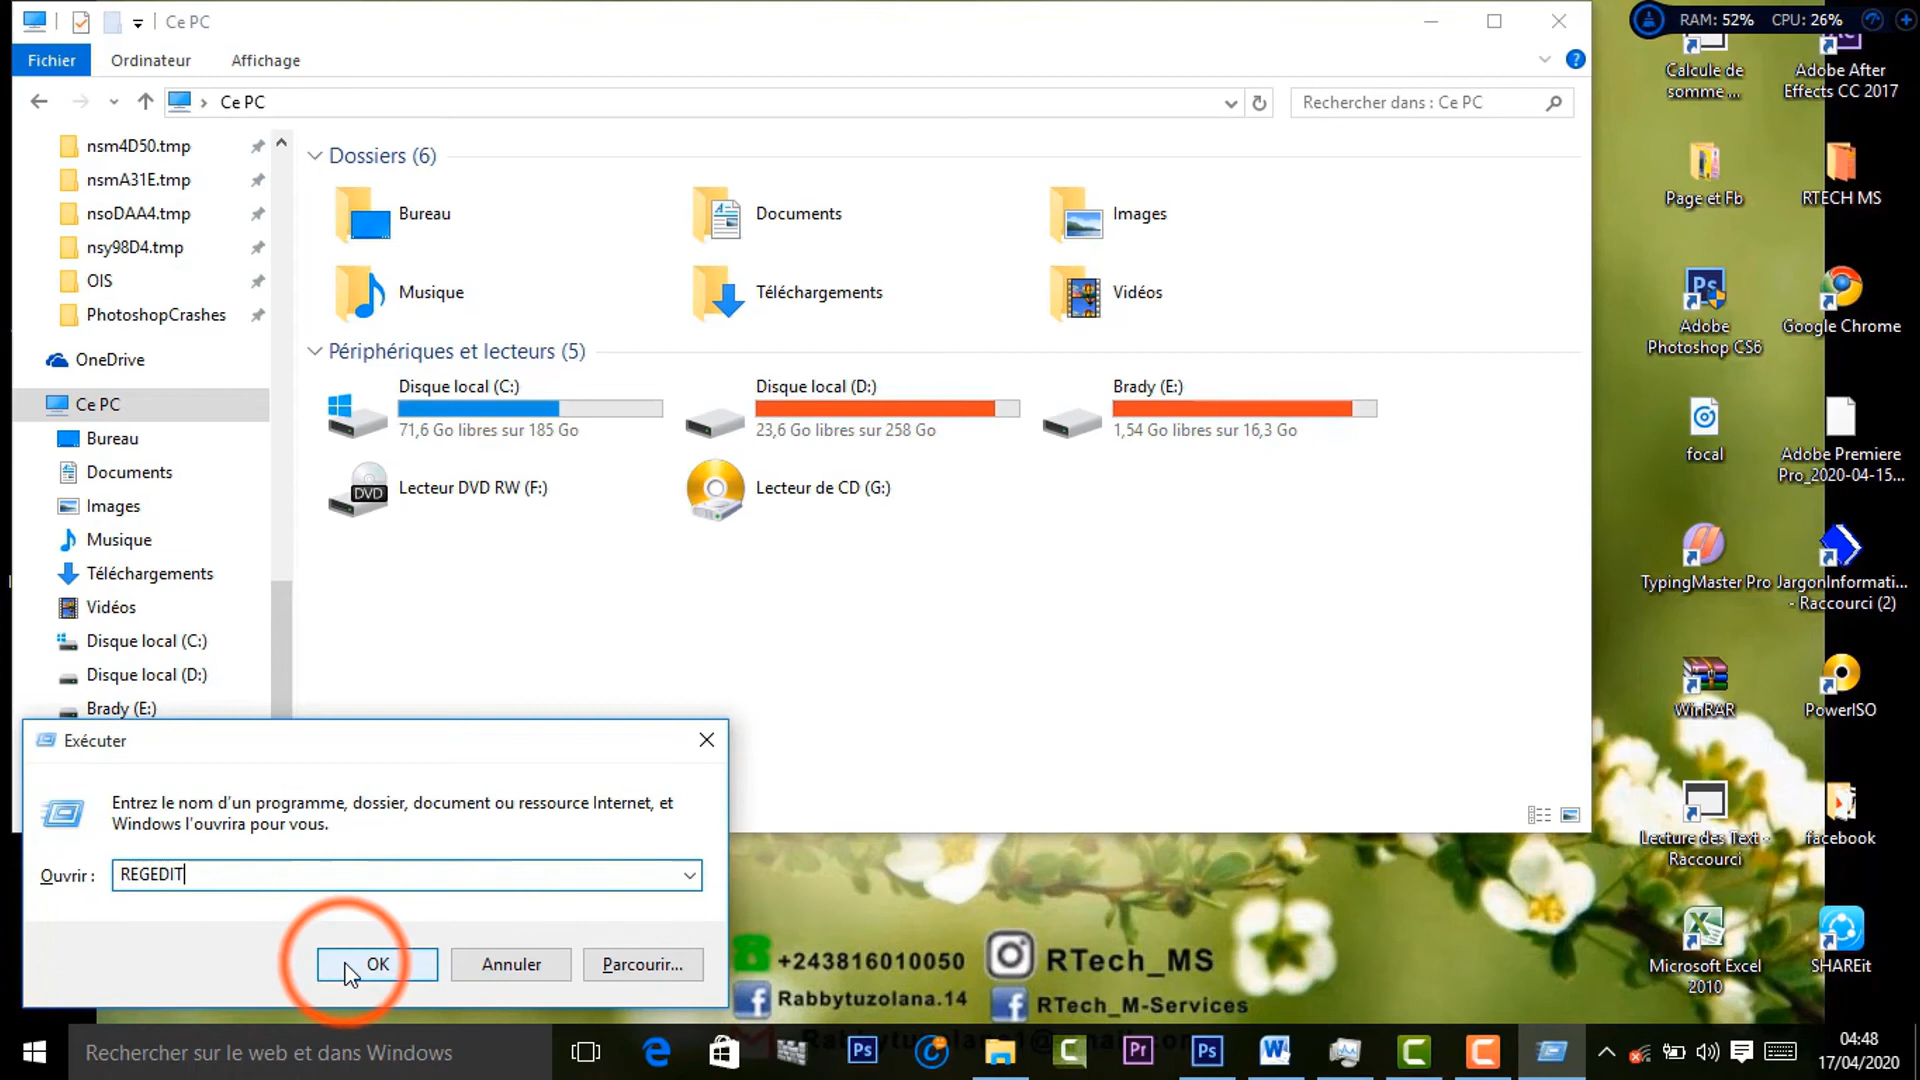 Ce PC
RAM: 52% CPU: 26%
Fichier Ordinateur Affichage
Ce PC
Rechercher dans : Ce PC
nsm4D50.tmp
nsmA31E.tmp
nsoDAA4.tmp
nsy98D4.tmp
OIS
PhotoshopCrashes
OneDrive
Ce PC
Bureau
Documents
Images
Musique
Téléchargements
Vidéos
Disque local (C:)
Disque local (D:)
Brady (E:)
Dossiers (6)
Bureau
Documents
Images
Musique
Téléchargements
Vidéos
Périphériques et lecteurs (5)
Disque local (C:)
71,6 Go libres sur 185 Go
Disque local (D:)
23,6 Go libres sur 258 Go
Brady (E:)
1,54 Go libres sur 16,3 Go
DVD
Lecteur DVD RW (F:)
Lecteur de CD (G:)
Exécuter
Entrez le nom d'un programme, dossier, document ou ressource Internet, et
Windows l'ouvrira pour vous.
Ouvrir :
REGEDIT
OK
Annuler
Parcourir...
Calcule de
somme ...
Adobe After
Effects CC 2017
Page et Fb
RTECH MS
Ps
Adobe
Photoshop CS6
Google Chrome
focal
Adobe Premiere
Pro_2020-04-15...
TypingMaster Pro
JargonInformati...
- Raccourci (2)
WinRAR
PowerISO
Lecture des Text -
Raccourci
facebook
Microsoft Excel
2010
SHAREit
+243816010050
RTech_MS
Rabbytuzolana.14
RTech_M-Services
Rechercher sur le web et dans Windows
Ps
Pr
Ps
04:48
17/04/2020